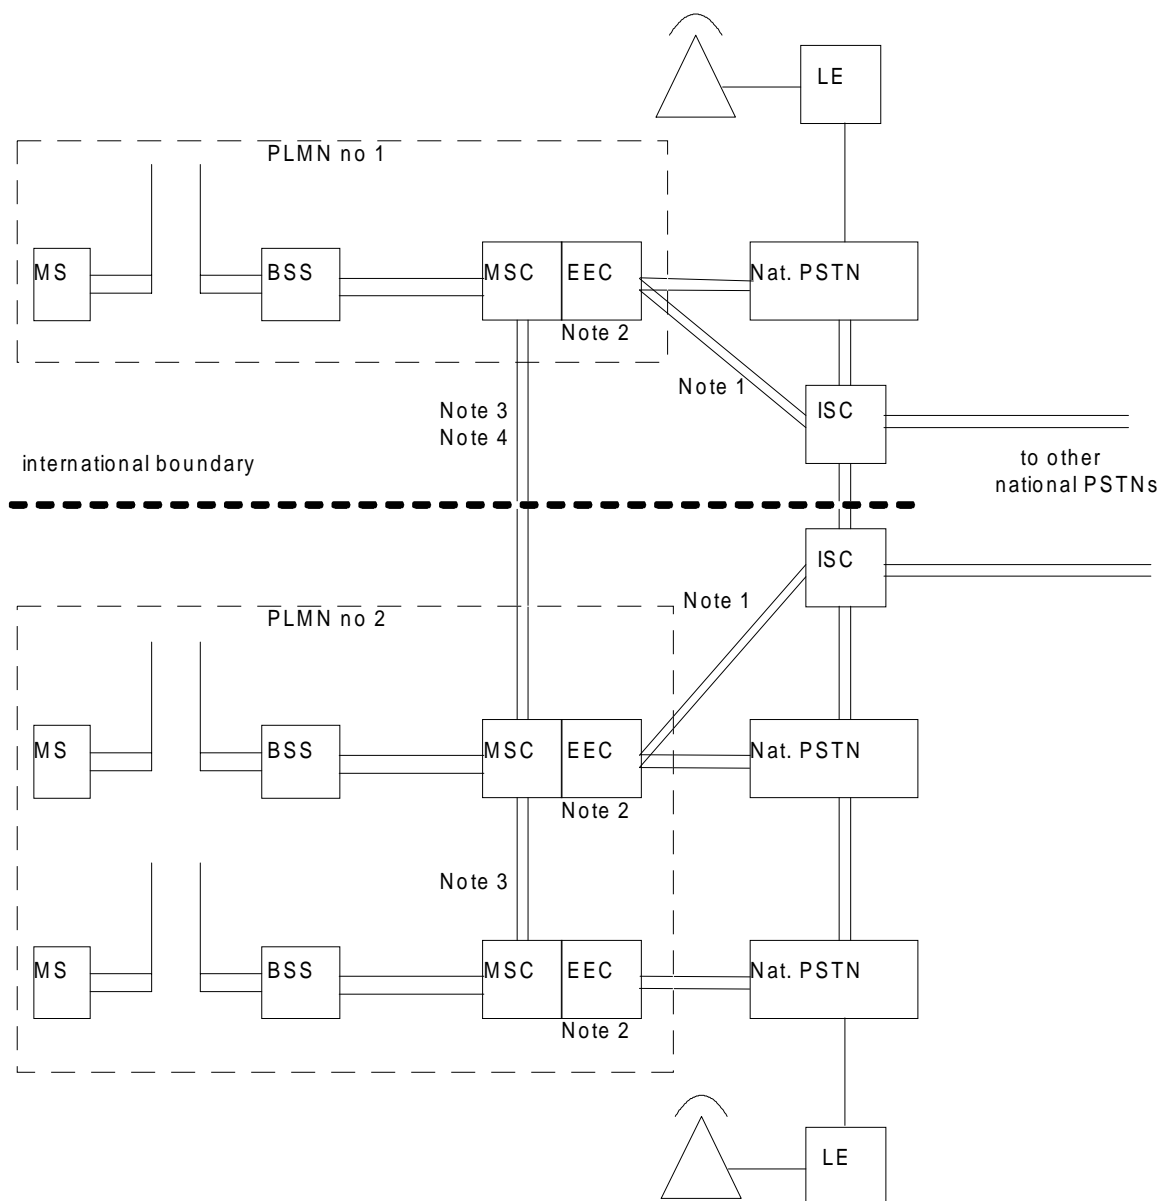 LE
PLMN no 1
MS
BSS
MSC
EEC
Nat. PSTN
Note 2
Note 1
ISC
Note 3
Note 4
international boundary
to other
national PSTNs
ISC
Note 1
PLMN no 2
MS
BSS
MSC
EEC
Nat. PSTN
Note 2
Note 3
MS
BSS
MSC
EEC
Nat. PSTN
Note 2
LE